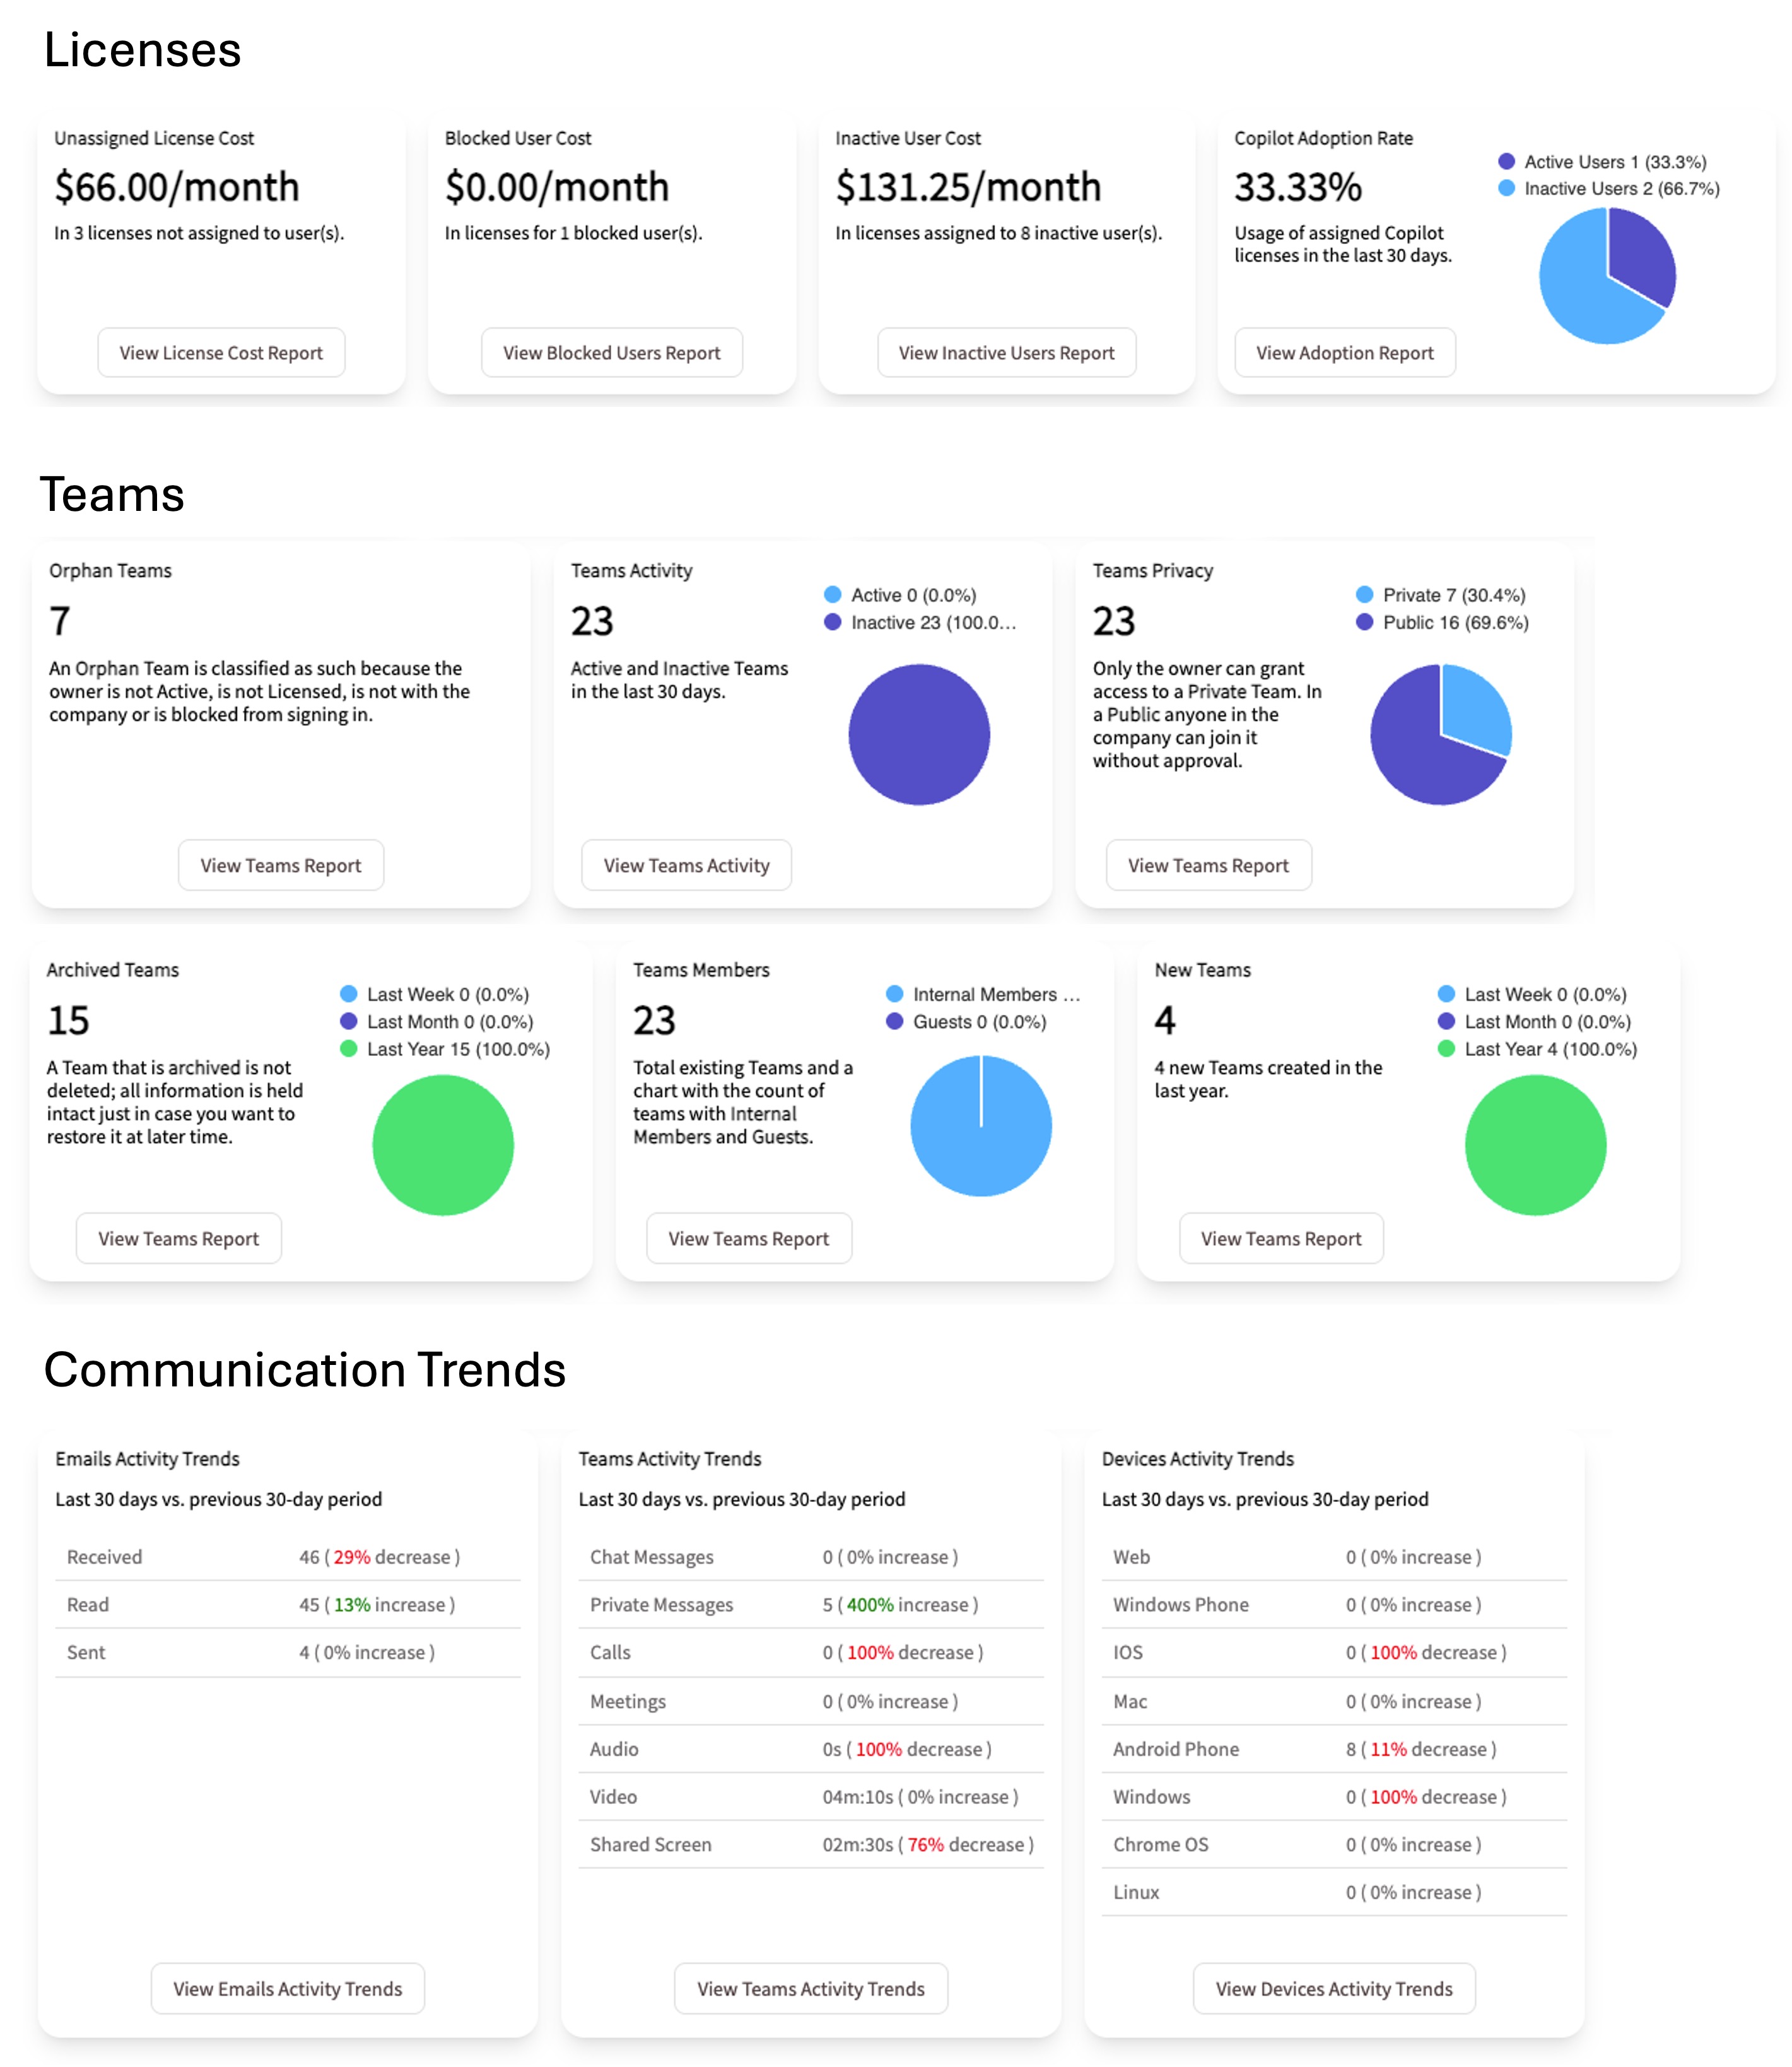 Licenses
Unassigned License Cost
$66.00/month
In 3 licenses not assigned to user(s).
View License Cost Report
Blocked User Cost
$0.00/month
In licenses for 1 blocked user(s).
View Blocked Users Report
Inactive User Cost
$131.25/month
In licenses assigned to 8 inactive user(s).
View Inactive Users Report
Copilot Adoption Rate
33.33%
Usage of assigned Copilot
licenses in the last 30 days.
View Adoption Report
Active Users 1 (33.3%)
Inactive Users 2 (66.7%)
Teams
Orphan Teams
7
An Orphan Team is classified as such because the
owner is not Active, is not Licensed, is not with the
company or is blocked from signing in.
View Teams Report
Teams Activity
23
Active and Inactive Teams
in the last 30 days.
View Teams Activity
Active 0 (0.0%)
Inactive 23 (100.0...
Teams Privacy
23
Only the owner can grant
access to a Private Team. In
a Public anyone in the
company can join it
without approval.
View Teams Report
Private 7 (30.4%)
Public 16 (69.6%)
Archived Teams
15
A Team that is archived is not
deleted; all information is held
intact just in case you want to
restore it at later time.
View Teams Report
Last Week 0 (0.0%)
Last Month 0 (0.0%)
Last Year 15 (100.0%)
Teams Members
23
Total existing Teams and a
chart with the count of
teams with Internal
Members and Guests.
View Teams Report
Internal Members ...
Guests 0 (0.0%)
New Teams
4
4 new Teams created in the
last year.
View Teams Report
Last Week 0 (0.0%)
Last Month 0 (0.0%)
Last Year 4 (100.0%)
Communication Trends
Emails Activity Trends
Last 30 days vs. previous 30-day period
Received 46 ( 29% decrease )
Read 45 ( 13% increase )
Sent 4 ( 0% increase )
View Emails Activity Trends
Teams Activity Trends
Last 30 days vs. previous 30-day period
Chat Messages 0 ( 0% increase )
Private Messages 5 ( 400% increase )
Calls 0 ( 100% decrease )
Meetings 0 ( 0% increase )
Audio 0s ( 100% decrease )
Video 04m:10s ( 0% increase )
Shared Screen 02m:30s ( 76% decrease )
View Teams Activity Trends
Devices Activity Trends
Last 30 days vs. previous 30-day period
Web 0 ( 0% increase )
Windows Phone 0 ( 0% increase )
IOS 0 ( 100% decrease )
Mac 0 ( 0% increase )
Android Phone 8 ( 11% decrease )
Windows 0 ( 100% decrease )
Chrome OS 0 ( 0% increase )
Linux 0 ( 0% increase )
View Devices Activity Trends